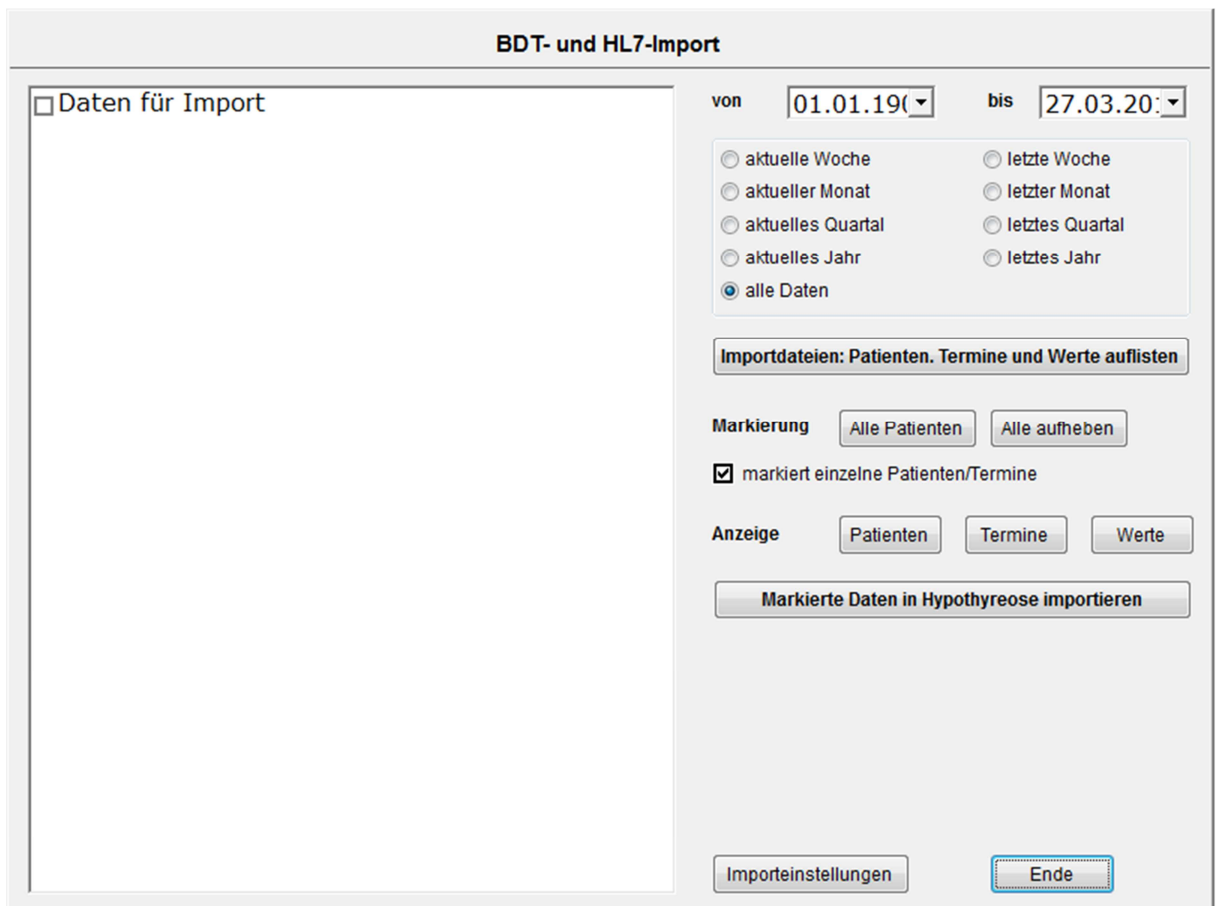 BDT- und HL7-Import
Daten für Import
von 01.01.19 bis 27.03.20
aktuelle Woche letzte Woche
aktueller Monat letzter Monat
aktuelles Quartal letztes Quartal
aktuelles Jahr letztes Jahr
alle Daten
Importdateien: Patienten. Termine und Werte auflisten
Markierung Alle Patienten Alle aufheben
markiert einzelne Patienten/Termine
Anzeige Patienten Termine Werte
Markierte Daten in Hypothyreose importieren
Importeinstellungen Ende